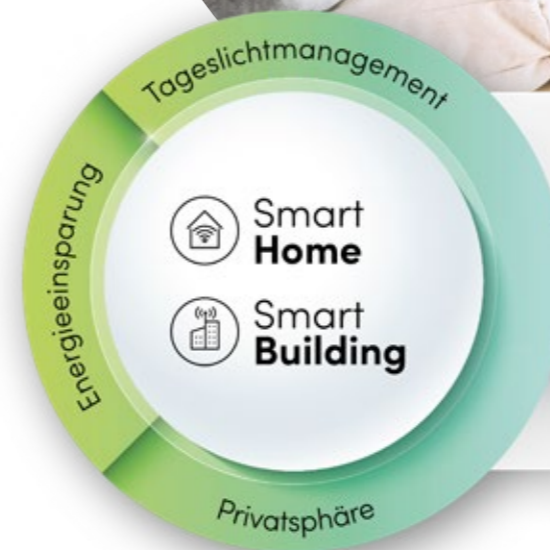 Tageslichtmanagement
Energieeinsparung
Smart
Home
Smart
Building
Privatsphäre